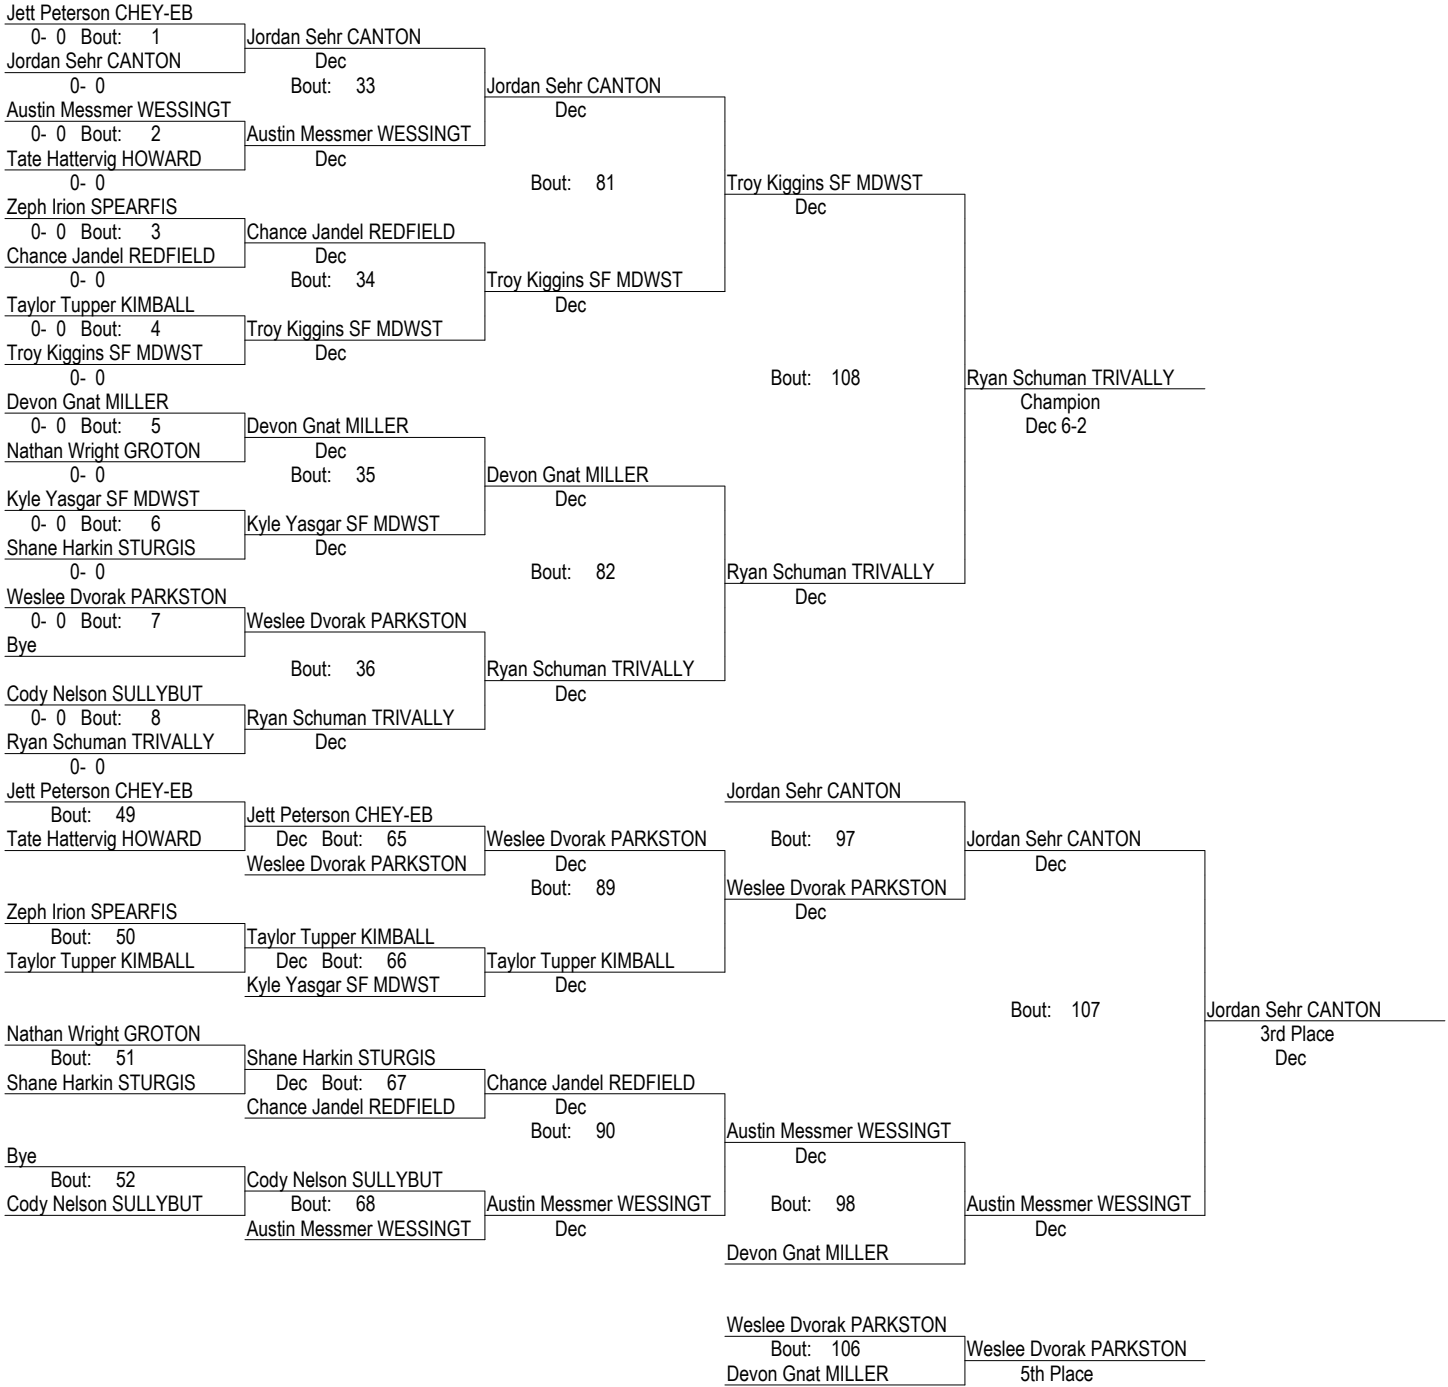 Jett Peterson CHEY-EB
0- 0 Bout: 1 Jordan Sehr CANTON
Jordan Sehr CANTON Dec
0- 0 Bout: 33 Jordan Sehr CANTON
Austin Messmer WESSINGT Dec
0- 0 Bout: 2 Austin Messmer WESSINGT
Tate Hattervig HOWARD Dec
0- 0 Bout: 81 Troy Kiggins SF MDWST
Zeph Irion SPEARFIS Dec
0- 0 Bout: 3 Chance Jandel REDFIELD
Chance Jandel REDFIELD Dec
0- 0 Bout: 34 Troy Kiggins SF MDWST
Taylor Tupper KIMBALL Dec
0- 0 Bout: 4 Troy Kiggins SF MDWST
Troy Kiggins SF MDWST Dec
0- 0 Bout: 108 Ryan Schuman TRIVALLY
Devon Gnat MILLER Champion
0- 0 Bout: 5 Devon Gnat MILLER Dec 6-2
Nathan Wright GROTON Dec
0- 0 Bout: 35 Devon Gnat MILLER
Kyle Yasgar SF MDWST Dec
0- 0 Bout: 6 Kyle Yasgar SF MDWST
Shane Harkin STURGIS Dec
0- 0 Bout: 82 Ryan Schuman TRIVALLY
Weslee Dvorak PARKSTON Dec
0- 0 Bout: 7 Weslee Dvorak PARKSTON
Bye
Bout: 36 Ryan Schuman TRIVALLY
Cody Nelson SULLYBUT Dec
0- 0 Bout: 8 Ryan Schuman TRIVALLY
Ryan Schuman TRIVALLY Dec
0- 0
Jett Peterson CHEY-EB Jordan Sehr CANTON
Bout: 49 Jett Peterson CHEY-EB
Tate Hattervig HOWARD Dec Bout: 65 Weslee Dvorak PARKSTON Bout: 97 Jordan Sehr CANTON
Weslee Dvorak PARKSTON Dec Dec
Bout: 89 Weslee Dvorak PARKSTON
Zeph Irion SPEARFIS Dec
Bout: 50 Taylor Tupper KIMBALL
Taylor Tupper KIMBALL Dec Bout: 66 Taylor Tupper KIMBALL
Kyle Yasgar SF MDWST Dec
Bout: 107 Jordan Sehr CANTON
Nathan Wright GROTON 3rd Place
Bout: 51 Shane Harkin STURGIS Dec
Shane Harkin STURGIS Dec Bout: 67 Chance Jandel REDFIELD
Chance Jandel REDFIELD Dec
Bout: 90 Austin Messmer WESSINGT
Bye Dec
Bout: 52 Cody Nelson SULLYBUT
Cody Nelson SULLYBUT Bout: 68 Austin Messmer WESSINGT Bout: 98 Austin Messmer WESSINGT
Austin Messmer WESSINGT Dec Dec
Devon Gnat MILLER
Weslee Dvorak PARKSTON
Bout: 106 Weslee Dvorak PARKSTON
Devon Gnat MILLER 5th Place